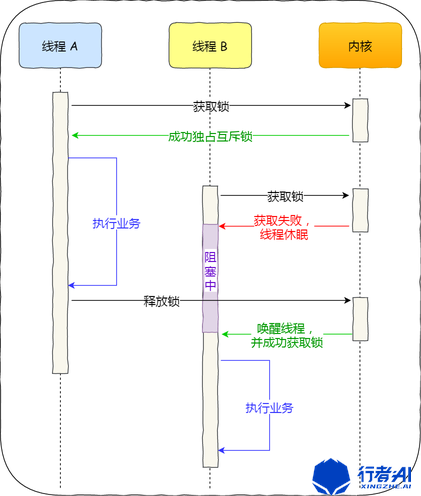 线程 A
线程 B
内核
获取锁
成功独占互斥锁
执行业务
获取锁
获取失败，
线程休眠
阻
塞
中
释放锁
唤醒线程，
并成功获取锁
执行业务
行者AI
XINGZHE.AI